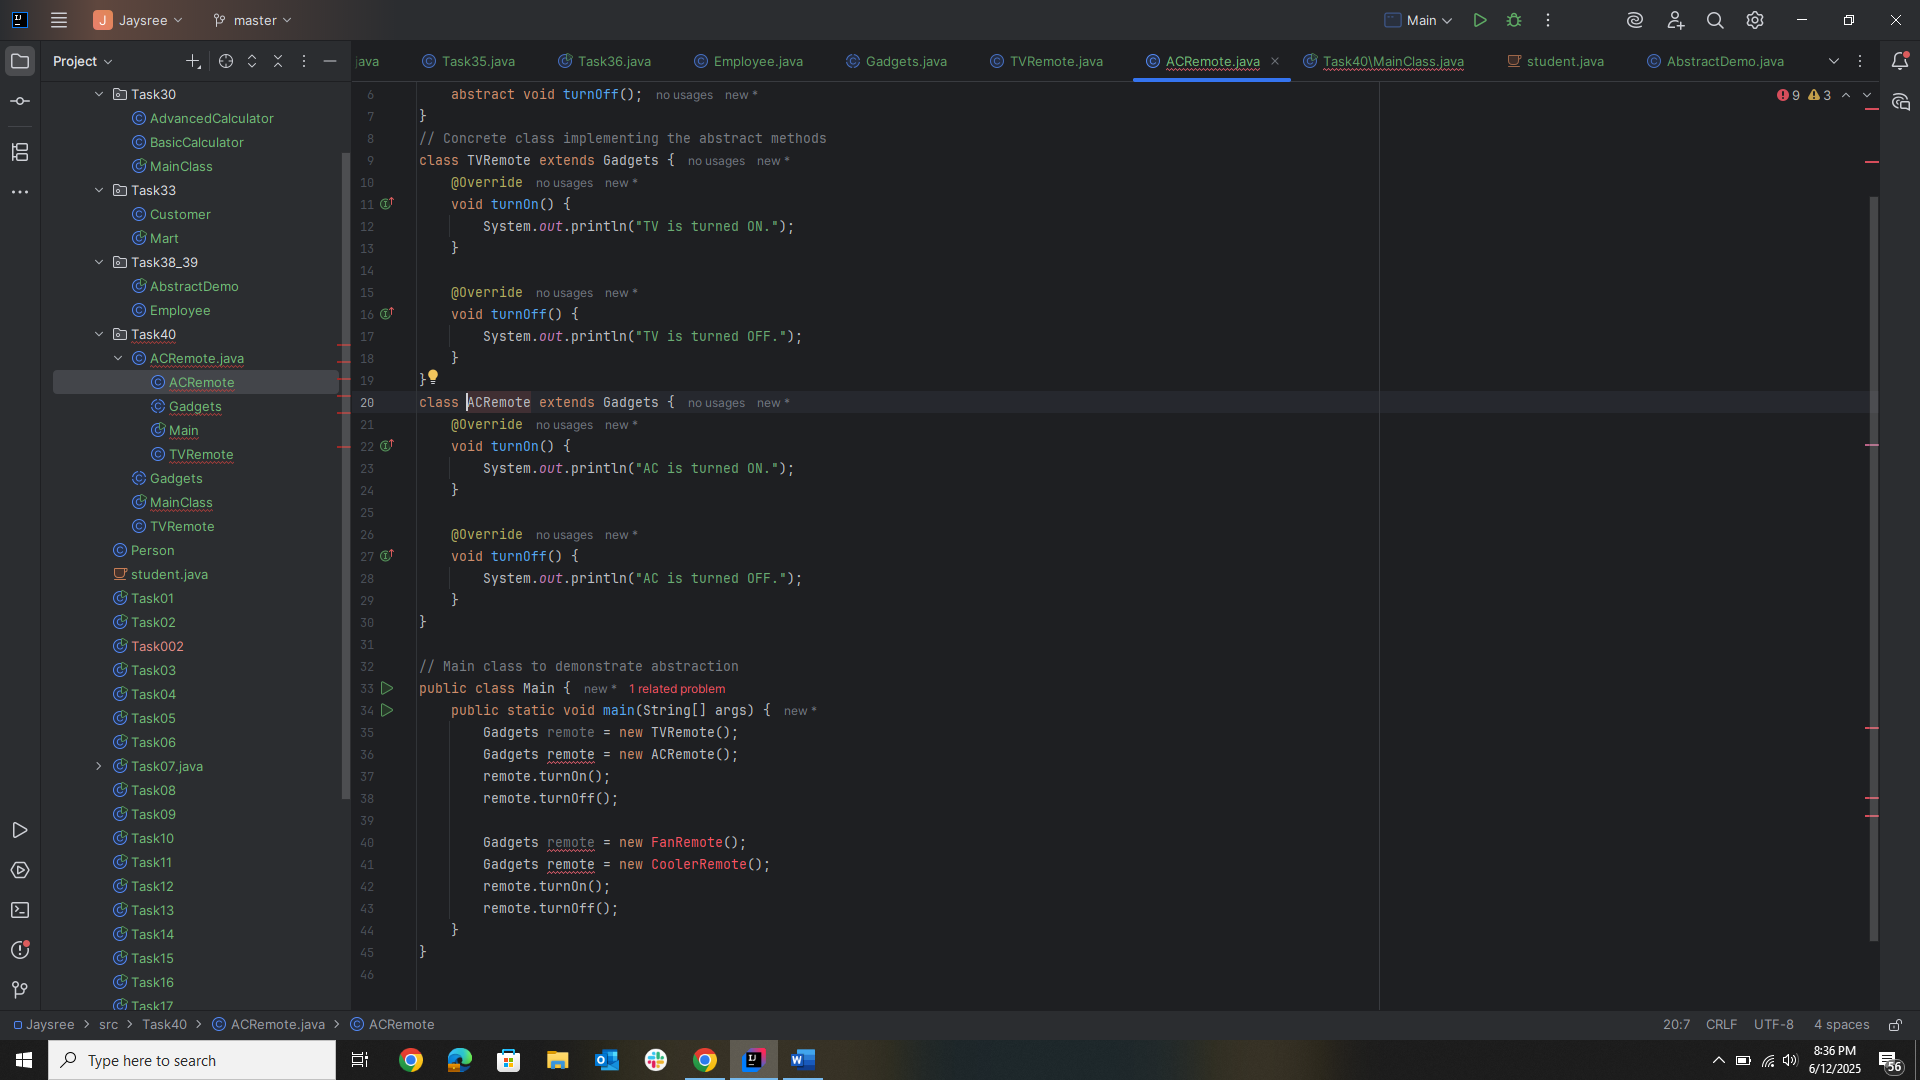 Jaysree
master
Main
Project
java
Task35.java
Task36.java
Employee.java
Gadgets.java
TVRemote.java
ACRemote.java
Task40\MainClass.java
student.java
AbstractDemo.java
Task30
AdvancedCalculator
BasicCalculator
MainClass
Task33
Customer
Mart
Task38_39
AbstractDemo
Employee
Task40
ACRemote.java
ACRemote
Gadgets
Main
TVRemote
Gadgets
MainClass
TVRemote
Person
student.java
Task01
Task02
Task002
Task03
Task04
Task05
Task06
Task07.java
Task08
Task09
Task10
Task11
Task12
Task13
Task14
Task15
Task16
Task17
9 3
6 abstract void turnOff(); no usages new *
7 }
8 // Concrete class implementing the abstract methods
9 class TVRemote extends Gadgets { no usages new *
10 @Override no usages new *
11 void turnOn() {
12 System.out.println("TV is turned ON.");
13 }
14
15 @Override no usages new *
16 void turnOff() {
17 System.out.println("TV is turned OFF.");
18 }
19 }
20 class ACRemote extends Gadgets { no usages new *
21 @Override no usages new *
22 void turnOn() {
23 System.out.println("AC is turned ON.");
24 }
25
26 @Override no usages new *
27 void turnOff() {
28 System.out.println("AC is turned OFF.");
29 }
30 }
31
32 // Main class to demonstrate abstraction
33 public class Main { new * 1 related problem
34 public static void main(String[] args) { new *
35 Gadgets remote = new TVRemote();
36 Gadgets remote = new ACRemote();
37 remote.turnOn();
38 remote.turnOff();
39
40 Gadgets remote = new FanRemote();
41 Gadgets remote = new CoolerRemote();
42 remote.turnOn();
43 remote.turnOff();
44 }
45 }
46
Jaysree > src > Task40 > ACRemote.java > ACRemote
20:7 CRLF UTF-8 4 spaces
Type here to search
8:36 PM
6/12/2025
56